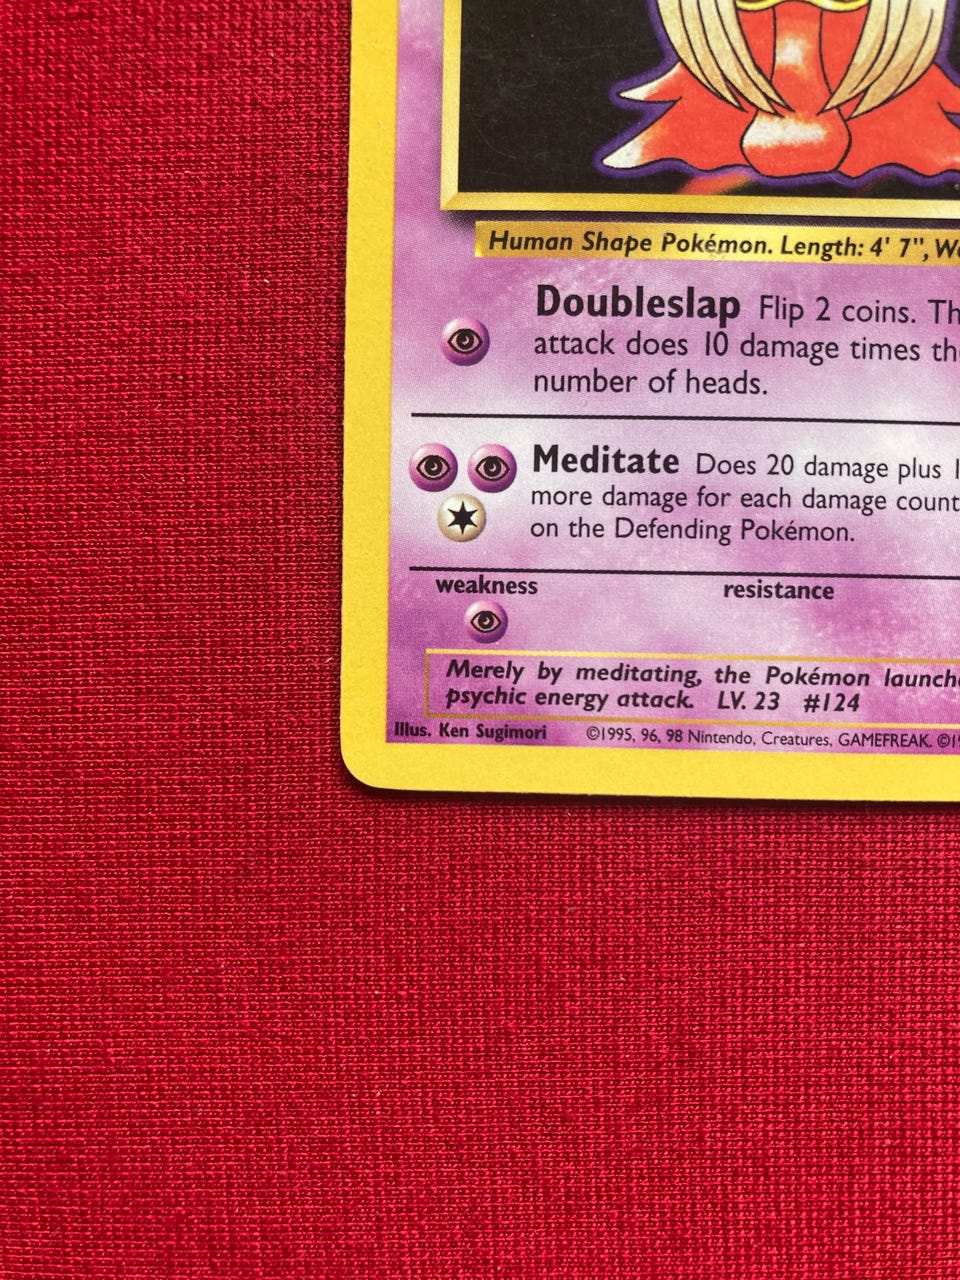 Human Shape Pokémon. Length: 4' 7",
Doubleslap Flip 2 coins.
attack does 10 damage times
number of heads.
Meditate Does 20 damage plus
more damage for each damage
on the Defending Pokémon.
weakness resistance
Merely by meditating, the Pokémon
psychic energy attack. LV. 23 #124
Illus. Ken Sugimori ©1995, 96, 98 Nintendo, Creatures, GAMEFREAK.